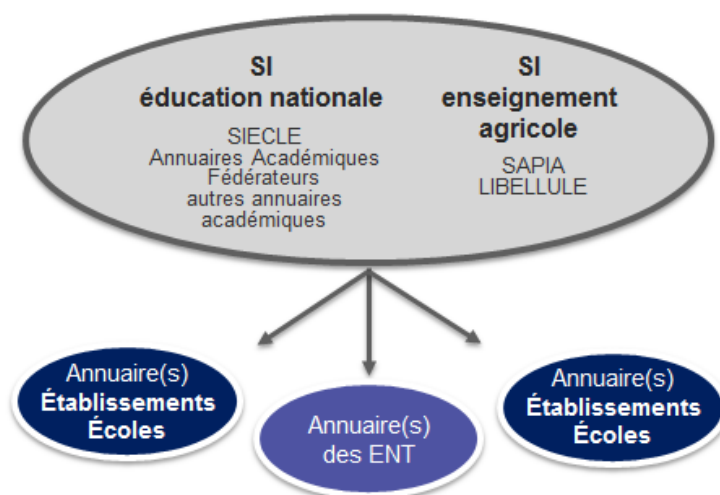 SI
éducation nationale
SIECLE
Annuaires Académiques
Fédérateurs
autres annuaires
académiques
SI
enseignement
agricole
SAPIA
LIBELLULE
Annuaire(s)
Établissements
Écoles
Annuaire(s)
des ENT
Annuaire(s)
Établissements
Écoles